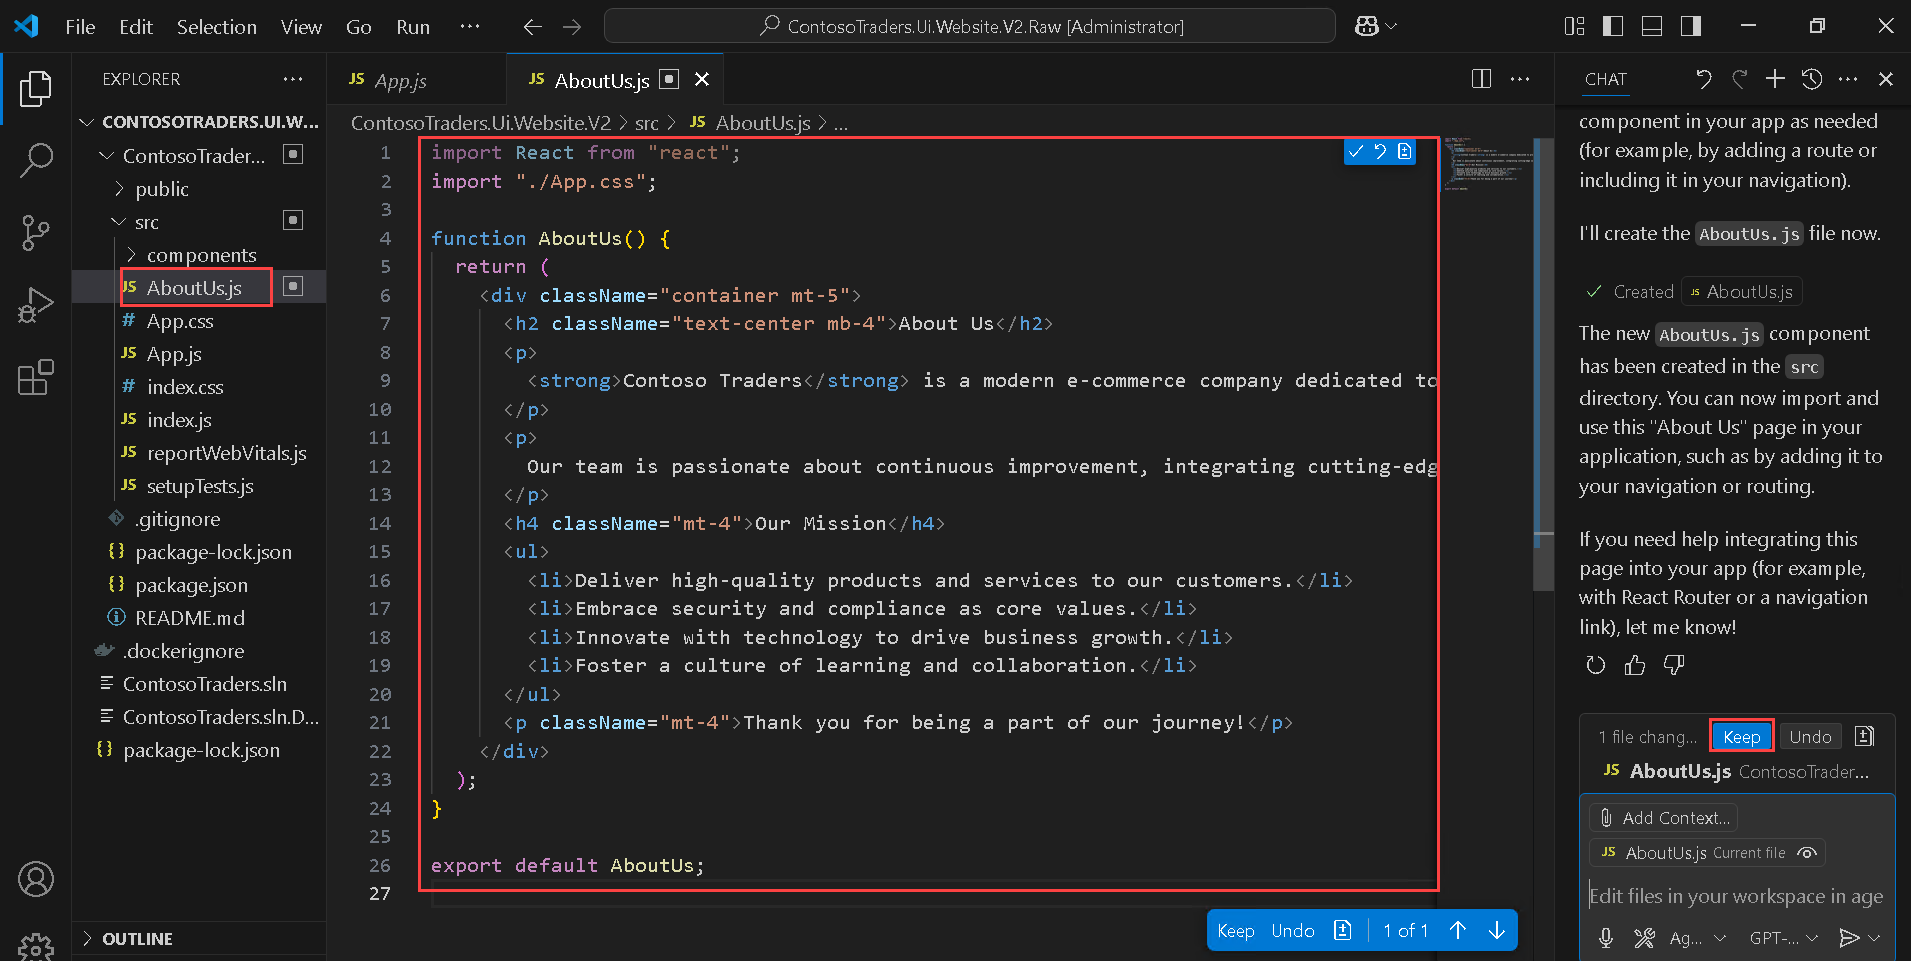 File Edit Selection View Go Run ···
ContosoTraders.Ui.Website.V2.Raw [Administrator]
EXPLORER ···
CONTOSOTRADERS.UI.W...
ContosoTrader...
public
src
components
JS AboutUs.js
# App.css
JS App.js
# index.css
JS index.js
JS reportWebVitals.js
JS setupTests.js
.gitignore
{} package-lock.json
{} package.json
README.md
.dockerignore
ContosoTraders.sln
ContosoTraders.sln.D...
{} package-lock.json
OUTLINE
JS App.js
JS AboutUs.js
ContosoTraders.Ui.Website.V2 > src > JS AboutUs.js > ...
1 import React from "react";
2 import "./App.css";
3
4 function AboutUs() {
5 return (
6 <div className="container mt-5">
7 <h2 className="text-center mb-4">About Us</h2>
8 <p>
9 <strong>Contoso Traders</strong> is a modern e-commerce company dedicated to
10 </p>
11 <p>
12 Our team is passionate about continuous improvement, integrating cutting-edg
13 </p>
14 <h4 className="mt-4">Our Mission</h4>
15 <ul>
16 <li>Deliver high-quality products and services to our customers.</li>
17 <li>Embrace security and compliance as core values.</li>
18 <li>Innovate with technology to drive business growth.</li>
19 <li>Foster a culture of learning and collaboration.</li>
20 </ul>
21 <p className="mt-4">Thank you for being a part of our journey!</p>
22 </div>
23 );
24 }
25
26 export default AboutUs;
27
Keep Undo 1 of 1
CHAT
component in your app as needed
(for example, by adding a route or
including it in your navigation).
I'll create the AboutUs.js file now.
Created JS AboutUs.js
The new AboutUs.js component
has been created in the src
directory. You can now import and
use this "About Us" page in your
application, such as by adding it to
your navigation or routing.
If you need help integrating this
page into your app (for example,
with React Router or a navigation
link), let me know!
1 file chang... Keep Undo
JS AboutUs.js ContosoTrader...
Add Context...
JS AboutUs.js Current file
Edit files in your workspace in age
Ag... GPT-...